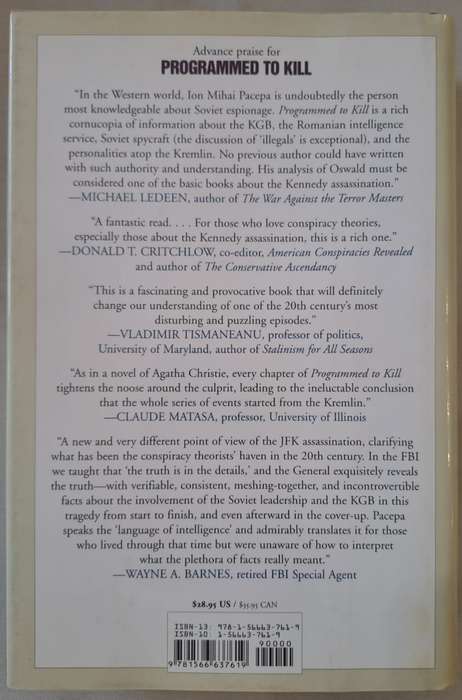 Advance praise for
PROGRAMMED TO KILL
“In the Western world, Ion Mihai Pacepa is undoubtedly the person
most knowledgeable about Soviet espionage. Programmed to Kill is a rich
cornucopia of information about the KGB, the Romanian intelligence
service, Soviet spycraft (the discussion of ‘illegals’ is exceptional), and the
personalities atop the Kremlin. No previous author could have written
with such authority and understanding. His analysis of Oswald must be
considered one of the basic books about the Kennedy assassination.”
—MICHAEL LEDEEN, author of The War Against the Terror Masters
“A fantastic read. . . . For those who love conspiracy theories,
especially those about the Kennedy assassination, this is a rich one.”
—DONALD T. CRITCHLOW, co-editor, American Conspiracies Revealed
and author of The Conservative Ascendancy
“This is a fascinating and provocative book that will definitely
change our understanding of one of the 20th century’s most
disturbing and puzzling episodes.”
—VLADIMIR TISMANEANU, professor of politics,
University of Maryland, author of Stalinism for All Seasons
“As in a novel of Agatha Christie, every chapter of Programmed to Kill
tightens the noose around the culprit, leading to the ineluctable conclusion
that the whole series of events started from the Kremlin.”
—CLAUDE MATASA, professor, University of Illinois
“A new and very different point of view of the JFK assassination, clarifying
what has been the conspiracy theorists’ haven in the 20th century. In the FBI
we taught that ‘the truth is in the details,’ and the General exquisitely reveals
the truth—with verifiable, consistent, meshing-together, and incontrovertible
facts about the involvement of the Soviet leadership and the KGB in this
tragedy from start to finish, and even afterward in the cover-up. Pacepa
speaks the ‘language of intelligence’ and admirably translates it for those
who lived through that time but were unaware of how to interpret
what the plethora of facts really meant.”
—WAYNE A. BARNES, retired FBI Special Agent
$28.95 US / $35.95 CAN
ISBN-13: 978-1-56663-761-9
ISBN-10: 1-56663-761-9
90000
9 781566 637619